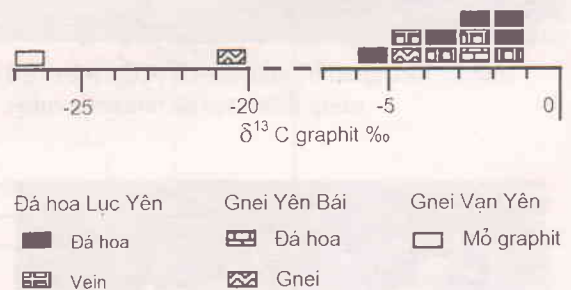 -25 -20 -5 0
δ¹³ C graphit ‰
Đá hoa Lục Yên Gnei Yên Bái Gnei Vạn Yên
Đá hoa Đá hoa Mỏ graphit
Vein Gnei